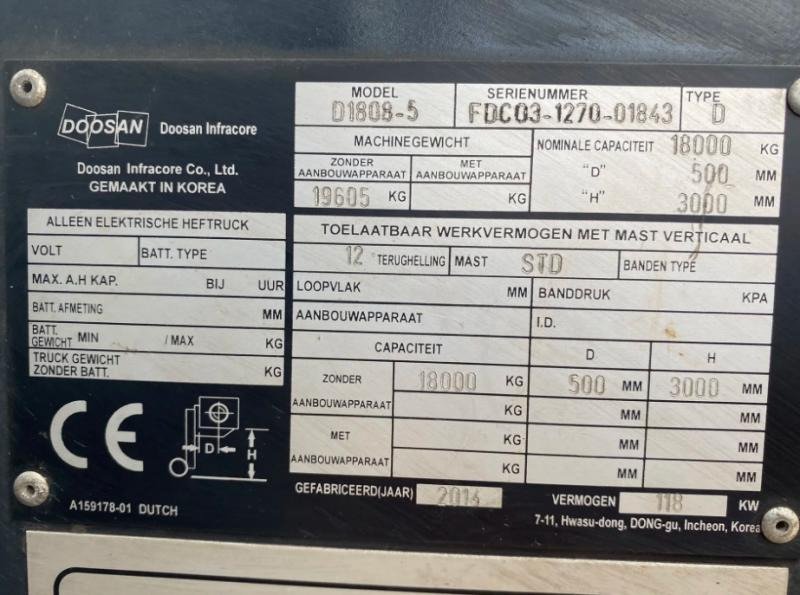 DOOSAN Doosan Infracore
Doosan Infracore Co., Ltd.
GEMAAKT IN KOREA
MODEL SERIENUMMER TYPE
D180S-5 FDC03-1270-01843 D
MACHINEGEWICHT
ZONDER AANBOUWAPPARAAT MET AANBOUWAPPARAAT
19605 KG KG
NOMINALE CAPACITEIT 18000 KG
"D" 500 MM
"H" 3000 MM
ALLEEN ELEKTRISCHE HEFTRUCK
VOLT BATT. TYPE
MAX. A.H KAP. BIJ UUR
BATT. AFMETING MM
BATT. GEWICHT MIN /MAX KG
TRUCK GEWICHT
ZONDER BATT. KG
CE
D H
A159178-01 DUTCH
TOELAATBAAR WERKVERMOGEN MET MAST VERTICAAL
12 TERUGHELLING MAST STD BANDEN TYPE
LOOPVLAK MM BANDDRUK KPA
AANBOUWAPPARAAT I.D.
CAPACITEIT D H
ZONDER AANBOUWAPPARAAT 18000 KG 500 MM 3000 MM
KG MM MM
MET AANBOUWAPPARAAT KG MM MM
KG MM MM
GEFABRICEERD(JAAR) 2014 VERMOGEN 118 KW
7-11, Hwasu-dong, DONG-gu, Incheon, Korea